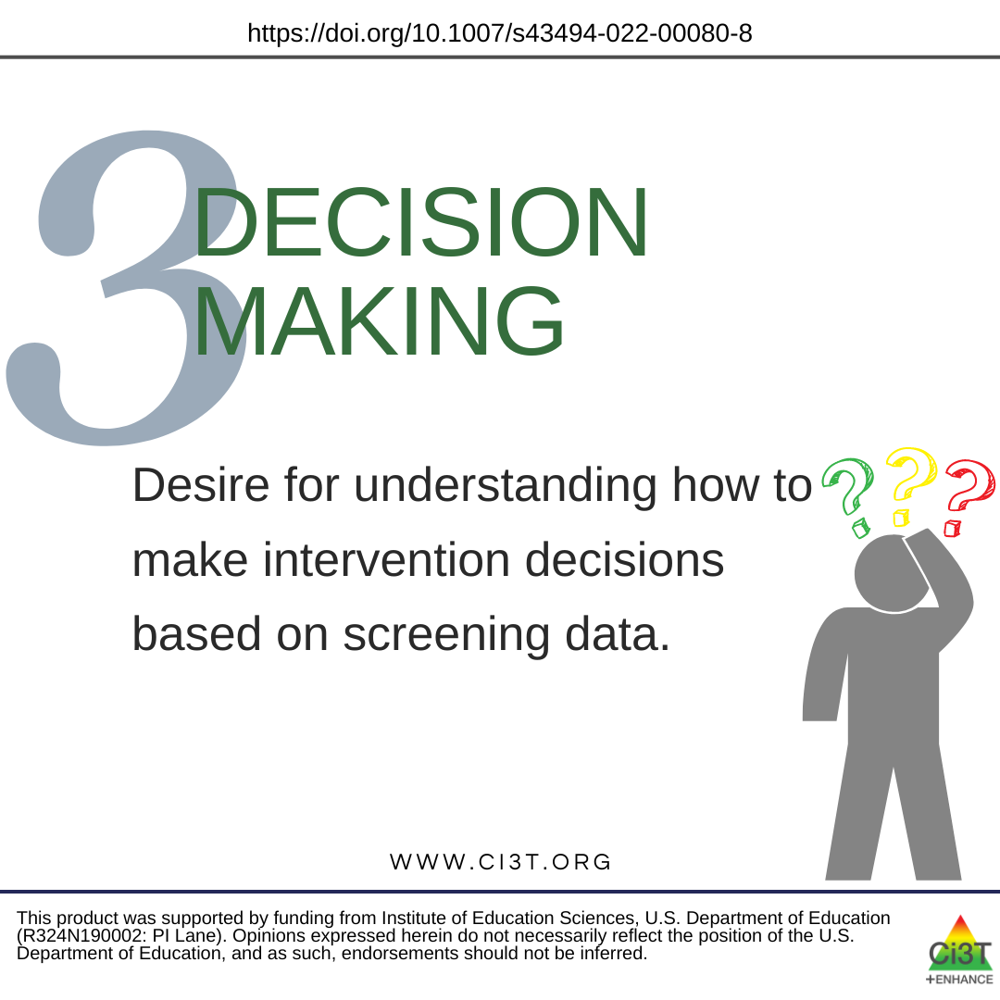 https://doi.org/10.1007/s43494-022-00080-8
3
DECISION
MAKING
? ? ?
Desire for understanding how to
make intervention decisions
based on screening data.
WWW.CI3T.ORG
This product was supported by funding from Institute of Education Sciences, U.S. Department of Education
(R324N190002: PI Lane). Opinions expressed herein do not necessarily reflect the position of the U.S.
Department of Education, and as such, endorsements should not be inferred.
Ci3T
+ENHANCE